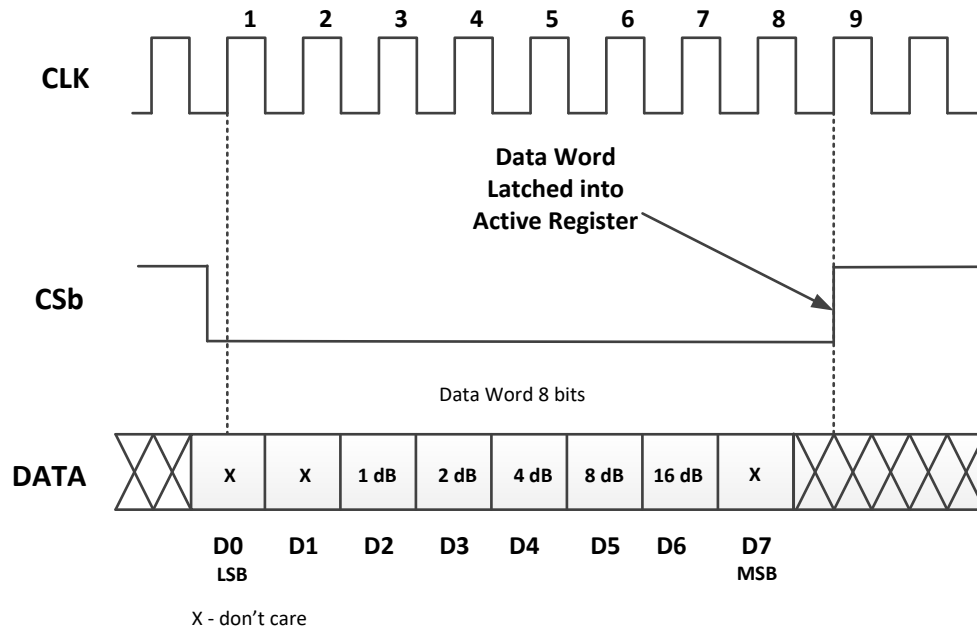 1 2 3 4 5 6 7 8 9
CLK
Data Word
Latched into
Active Register
CSb
Data Word 8 bits
DATA
X X 1 dB 2 dB 4 dB 8 dB 16 dB X
D0 D1 D2 D3 D4 D5 D6 D7
LSB MSB
X - don't care